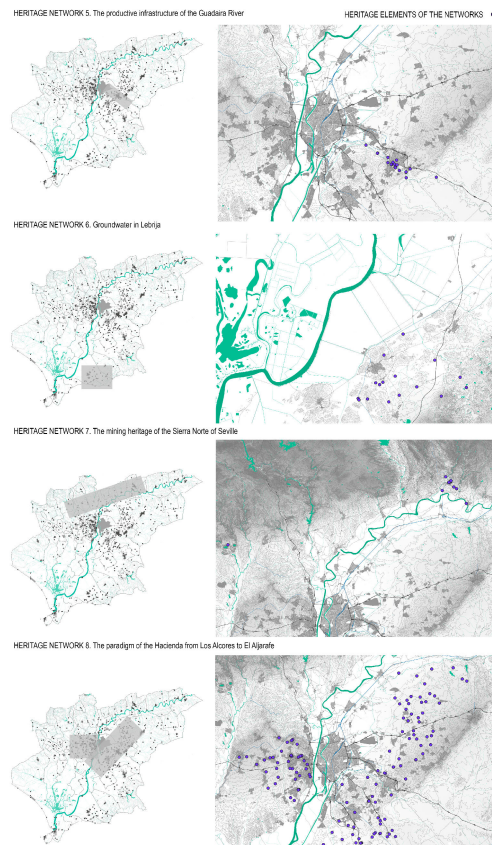 HERITAGE NETWORK 5. The productive infrastructure of the Guadaira River
HERITAGE ELEMENTS OF THE NETWORKS
HERITAGE NETWORK 6. Groundwater in Lebrija
HERITAGE NETWORK 7. The mining heritage of the Sierra Norte of Seville
HERITAGE NETWORK 8. The paradigm of the Hacienda from Los Alcores to El Aljarafe